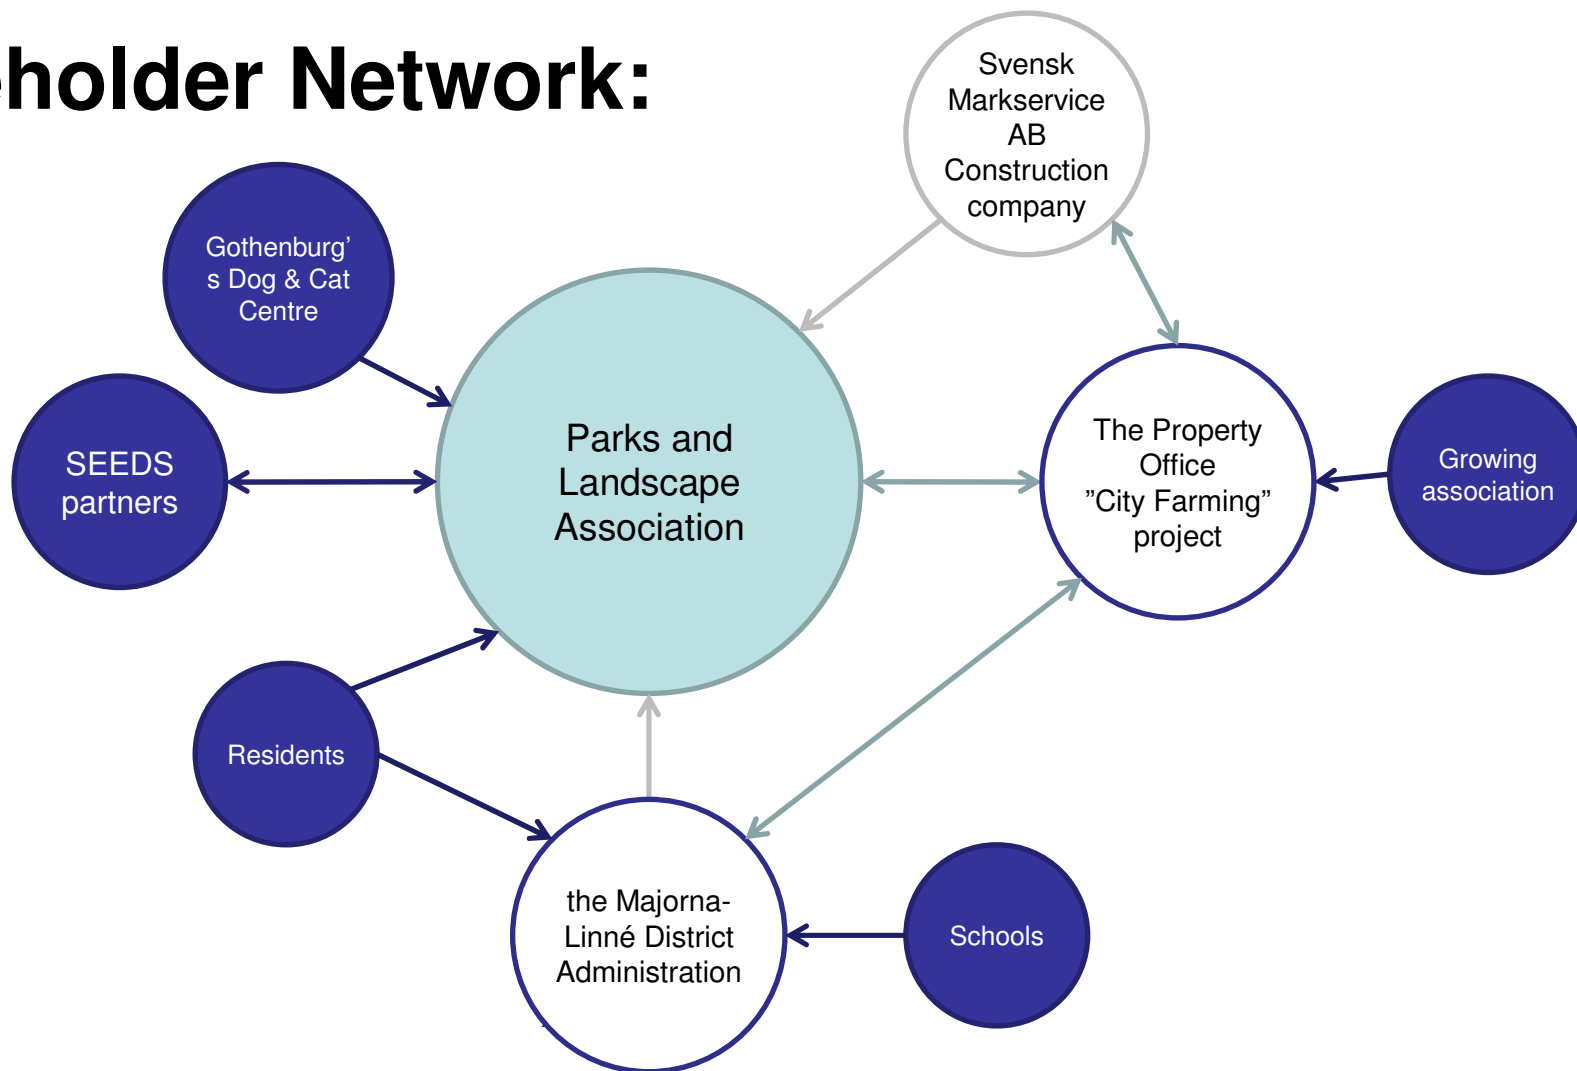 eholder Network:
Svensk
Markservice
AB
Construction
company
Gothenburg’
s Dog & Cat
Centre
Parks and
Landscape
Association
SEEDS
partners
The Property
Office
”City Farming”
project
Growing
association
Residents
the Majorna-
Linné District
Administration
Schools